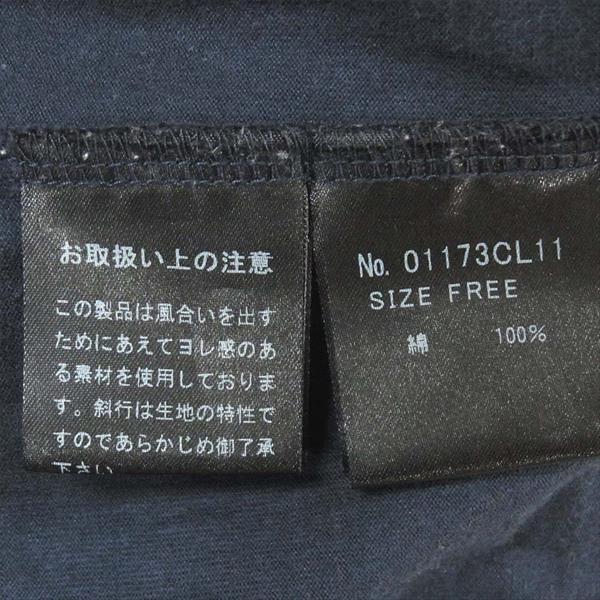 お取扱い上の注意
この製品は風合いを出す
ためにあえてヨレ感のあ
る素材を使用しておりま
す。斜行は生地の特性で
すのであらかじめ御了承
下さい。
No. 01173CL11
SIZE FREE
綿 100%